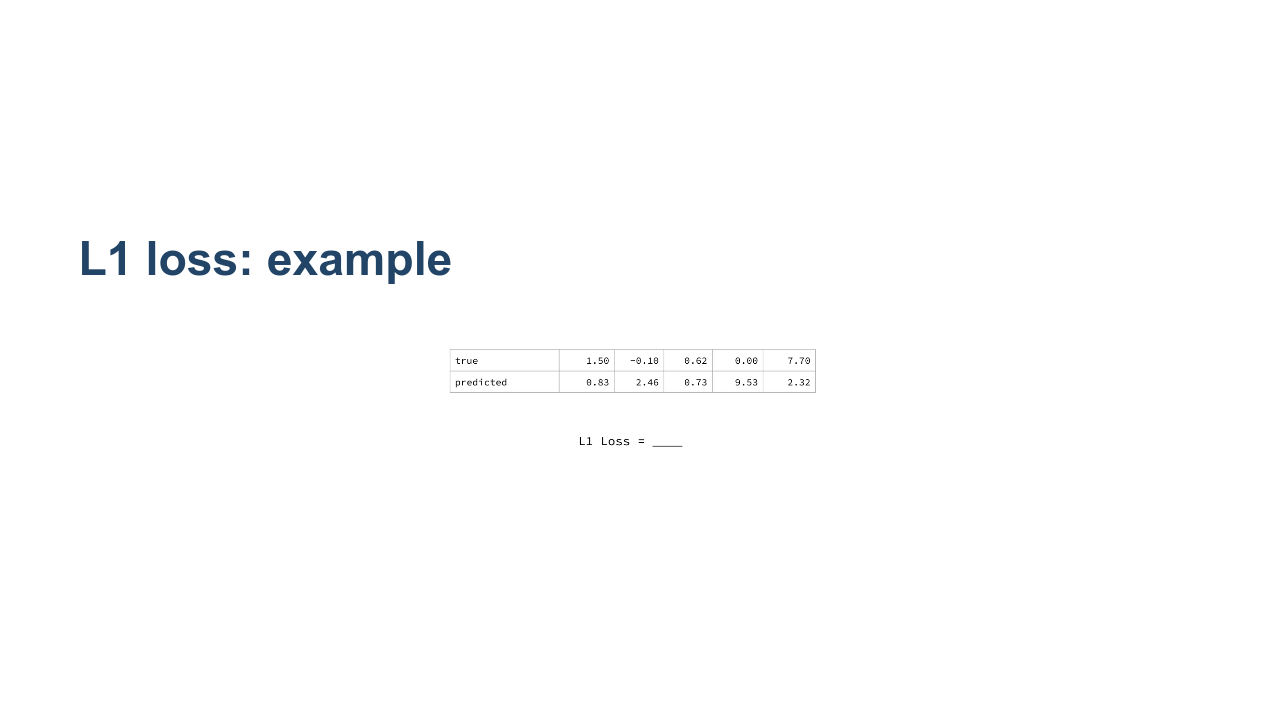 L1 loss: example
true 1.50 −0.10 0.62 0.00 7.70
predicted 0.83 2.46 0.73 9.53 2.32
L1 Loss = ____